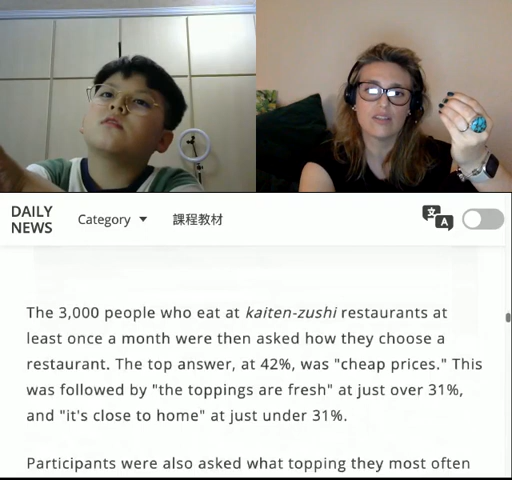 DAILY
NEWS
Category
課程教材
The 3,000 people who eat at kaiten-zushi restaurants at
least once a month were then asked how they choose a
restaurant. The top answer, at 42%, was "cheap prices." This
was followed by "the toppings are fresh" at just over 31%,
and "it's close to home" at just under 31%.
Participants were also asked what topping they most often